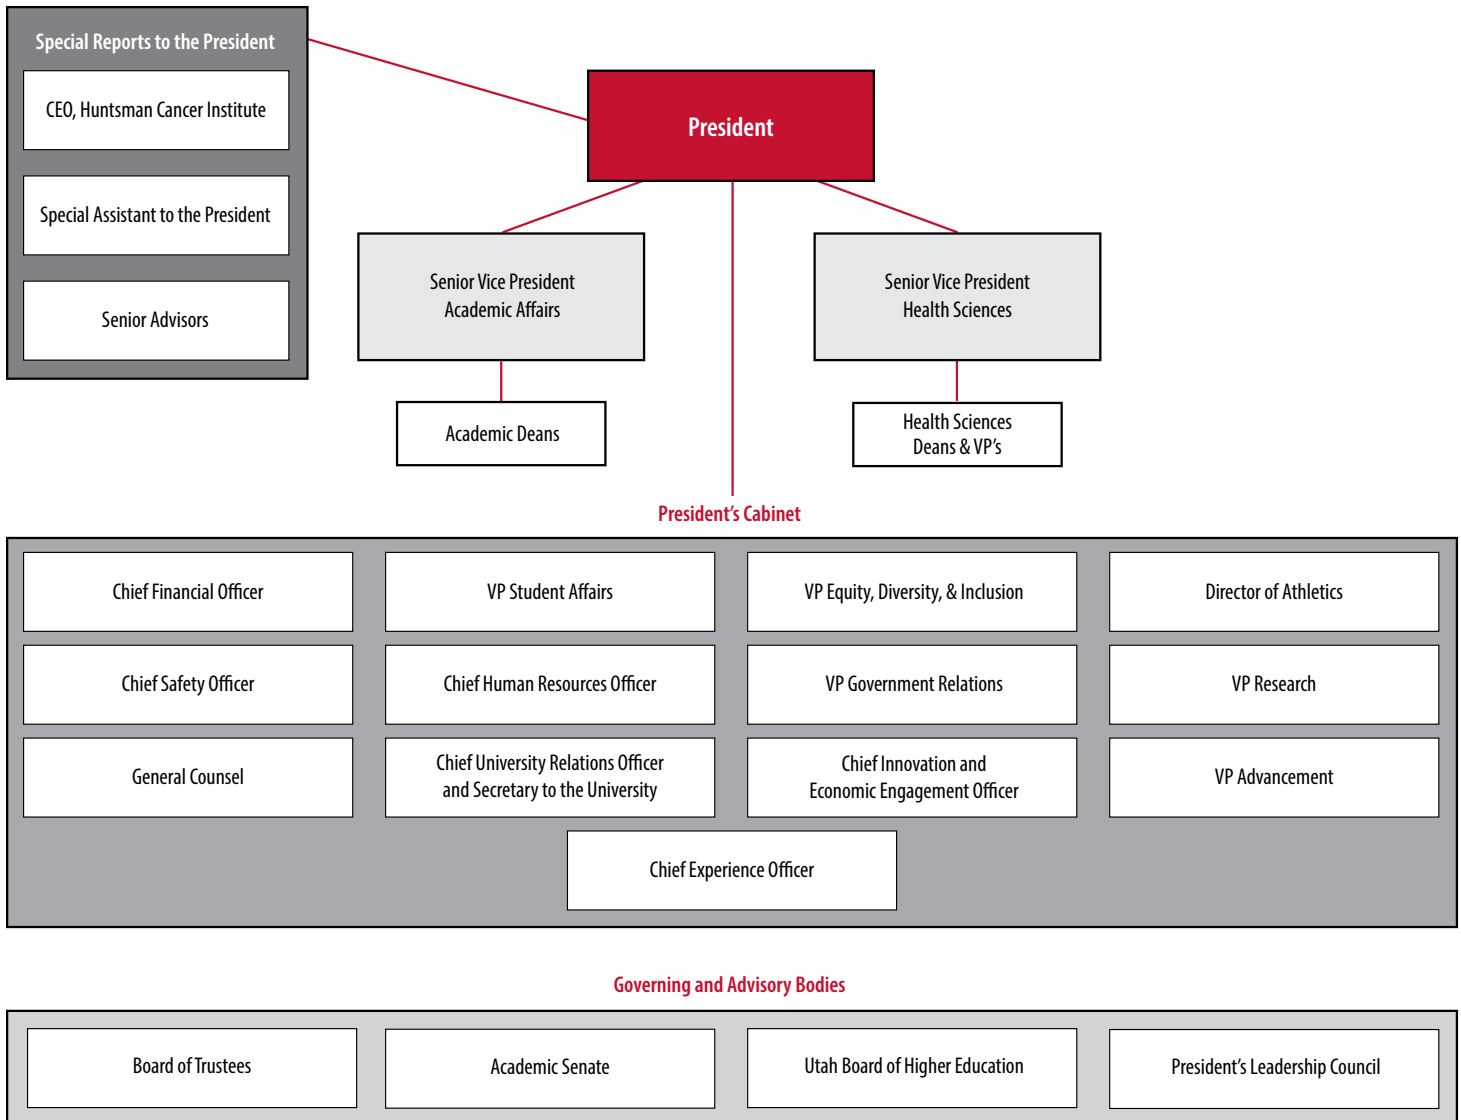 Special Reports to the President
CEO, Huntsman Cancer Institute
Special Assistant to the President
Senior Advisors
President
Senior Vice President
Academic Affairs
Senior Vice President
Health Sciences
Academic Deans
Health Sciences
Deans & VP's
President's Cabinet
Chief Financial Officer
VP Student Affairs
VP Equity, Diversity, & Inclusion
Director of Athletics
Chief Safety Officer
Chief Human Resources Officer
VP Government Relations
VP Research
General Counsel
Chief University Relations Officer
and Secretary to the University
Chief Innovation and
Economic Engagement Officer
VP Advancement
Chief Experience Officer
Governing and Advisory Bodies
Board of Trustees
Academic Senate
Utah Board of Higher Education
President's Leadership Council